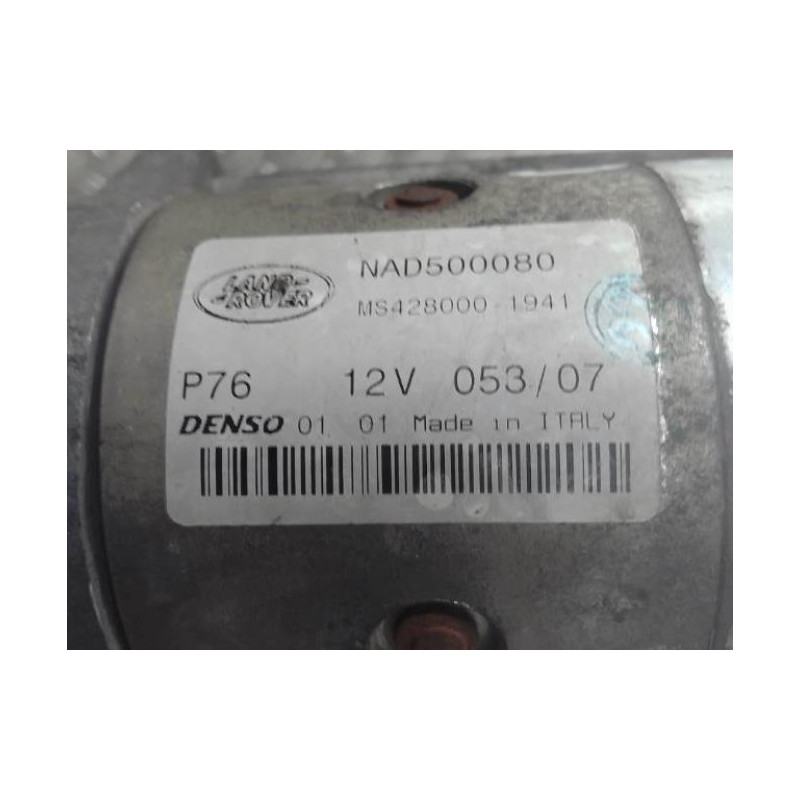 LAND-
-ROVER
NAD500080
MS428000-1941
P76 12V 053/07
DENSO 01 01 Made in ITALY